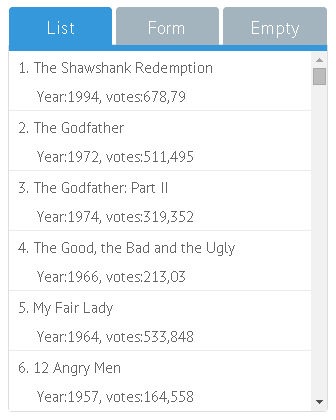 List Form Empty
1. The Shawshank Redemption
Year:1994, votes:678,79
2. The Godfather
Year:1972, votes:511,495
3. The Godfather: Part II
Year:1974, votes:319,352
4. The Good, the Bad and the Ugly
Year:1966, votes:213,03
5. My Fair Lady
Year:1964, votes:533,848
6. 12 Angry Men
Year:1957, votes:164,558